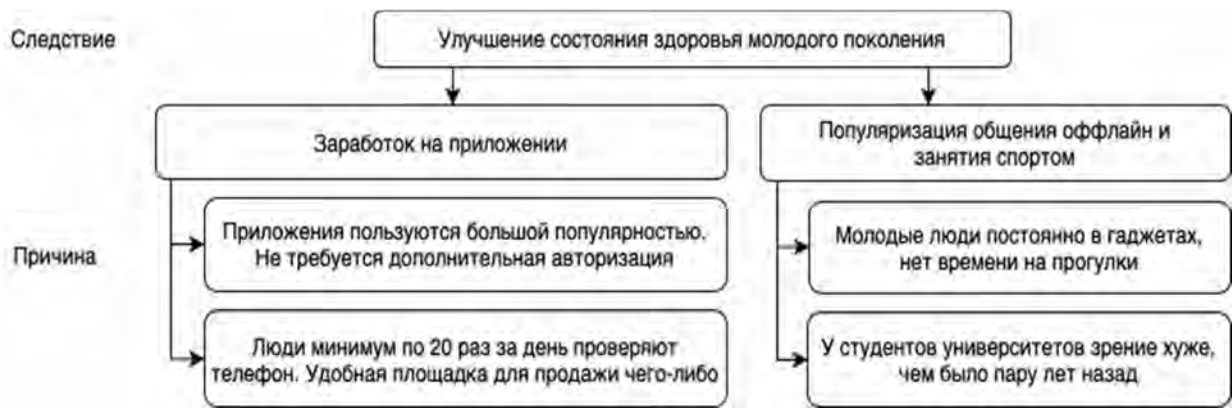 Следствие
Улучшение состояния здоровья молодого поколения
Заработок на приложении
Популяризация общения оффлайн и
занятия спортом
Причина
Приложения пользуются большой популярностью.
Не требуется дополнительная авторизация
Молодые люди постоянно в гаджетах,
нет времени на прогулки
Люди минимум по 20 раз за день проверяют
телефон. Удобная площадка для продажи чего-либо
У студентов университетов зрение хуже,
чем было пару лет назад